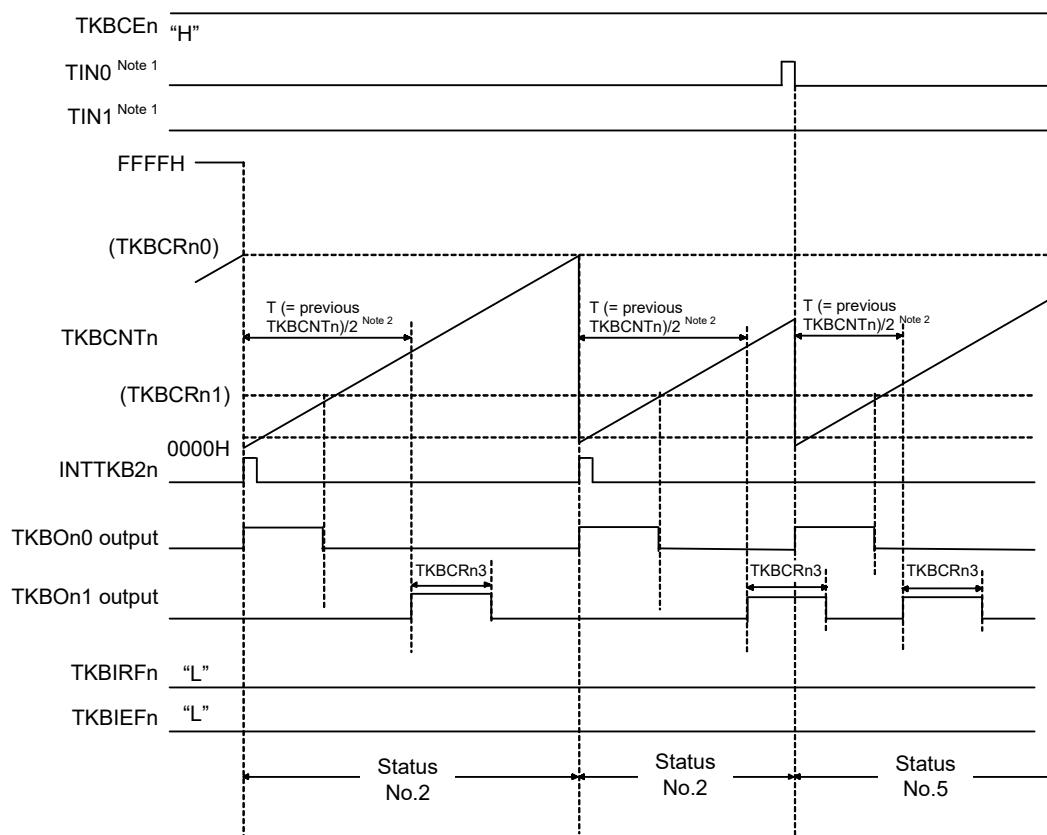 TKBCEn "H"
TIN0 Note 1
TIN1 Note 1
FFFFH
(TKBCRn0)
T (= previous
TKBCNTn)/2 Note 2
T (= previous
TKBCNTn)/2 Note 2
T (= previous
TKBCNTn)/2 Note 2
TKBCNTn
(TKBCRn1)
0000H
INTTKB2n
TKBOn0 output
TKBCRn3
TKBCRn3
TKBCRn3
TKBOn1 output
TKBIRFn "L"
TKBIEFn "L"
Status
No.2
Status
No.2
Status
No.5